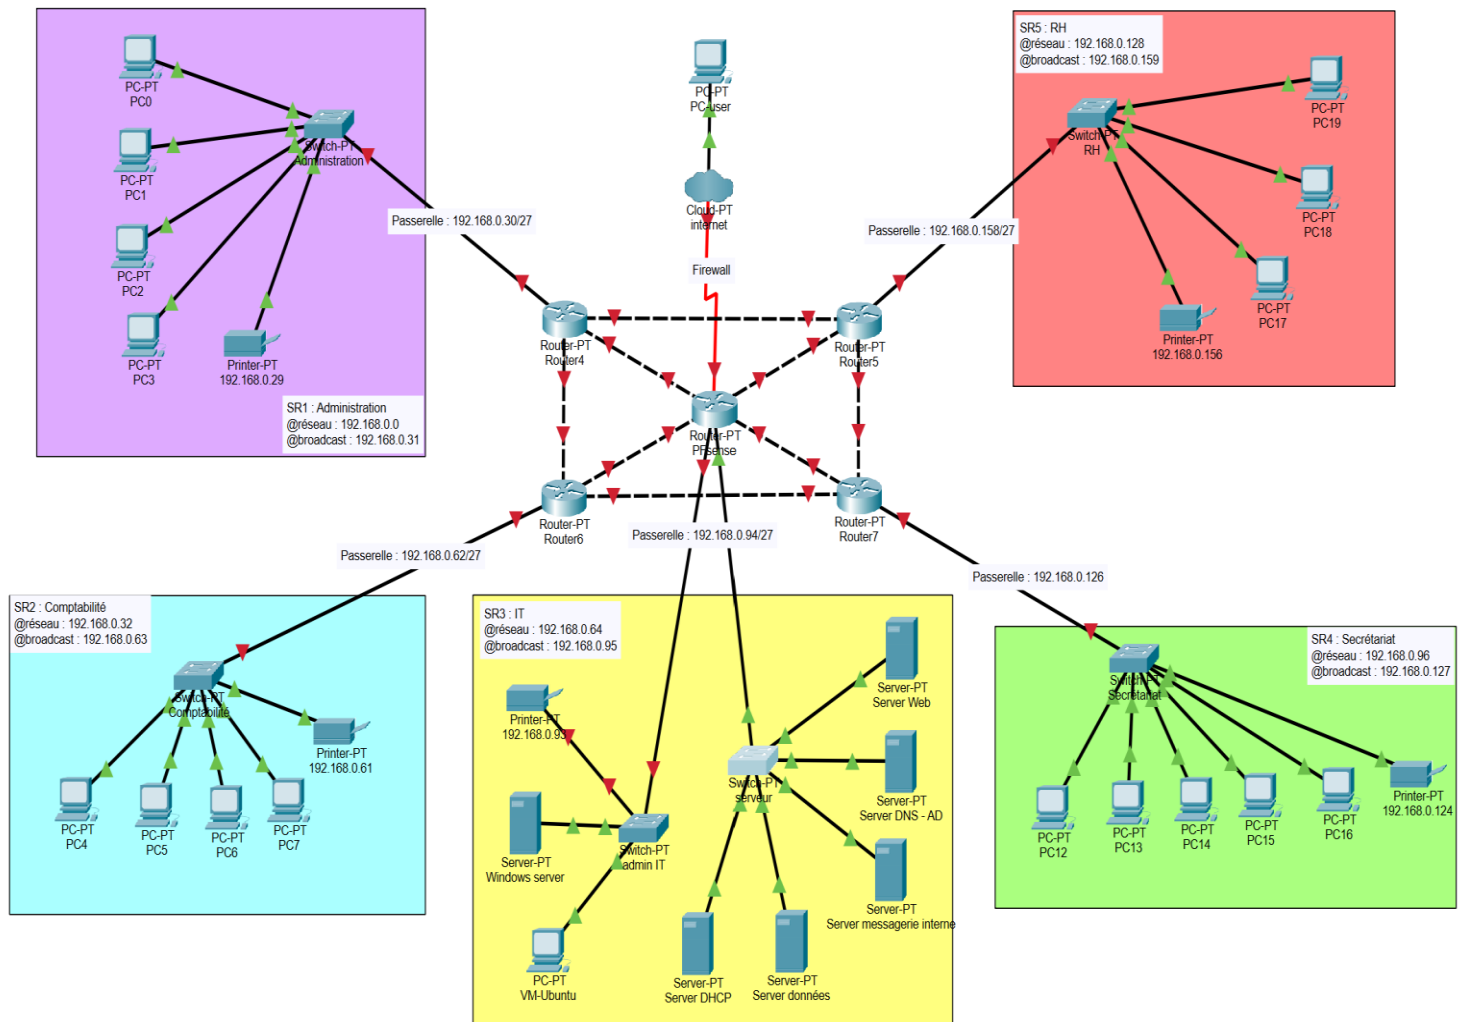 PC-PT
PC0
PC-PT
PC1
PC-PT
PC2
PC-PT
PC3
Printer-PT
192.168.0.29
Switch-PT
Administration
SR1 : Administration
@réseau : 192.168.0.0
@broadcast : 192.168.0.31
Passerelle : 192.168.0.30/27
PC-PT
PC-user
Cloud-PT
internet
Firewall
SR5 : RH
@réseau : 192.168.0.128
@broadcast : 192.168.0.159
Switch-PT
RH
PC-PT
PC19
PC-PT
PC18
PC-PT
PC17
Printer-PT
192.168.0.156
Passerelle : 192.168.0.158/27
Router-PT
Router4
Router-PT
Router5
Router-PT
PFsense
Router-PT
Router6
Router-PT
Router7
Passerelle : 192.168.0.62/27
Passerelle : 192.168.0.94/27
Passerelle : 192.168.0.126
SR2 : Comptabilité
@réseau : 192.168.0.32
@broadcast : 192.168.0.63
Switch-PT
Comptabilité
Printer-PT
192.168.0.61
PC-PT
PC4
PC-PT
PC5
PC-PT
PC6
PC-PT
PC7
SR3 : IT
@réseau : 192.168.0.64
@broadcast : 192.168.0.95
Printer-PT
192.168.0.93
Server-PT
Windows server
Switch-PT
admin IT
PC-PT
VM-Ubuntu
Switch-PT
serveur
Server-PT
Server Web
Server-PT
Server DNS - AD
Server-PT
Server messagerie interne
Server-PT
Server DHCP
Server-PT
Server données
SR4 : Secrétariat
@réseau : 192.168.0.96
@broadcast : 192.168.0.127
Switch-PT
Secrétariat
PC-PT
PC12
PC-PT
PC13
PC-PT
PC14
PC-PT
PC15
PC-PT
PC16
Printer-PT
192.168.0.124